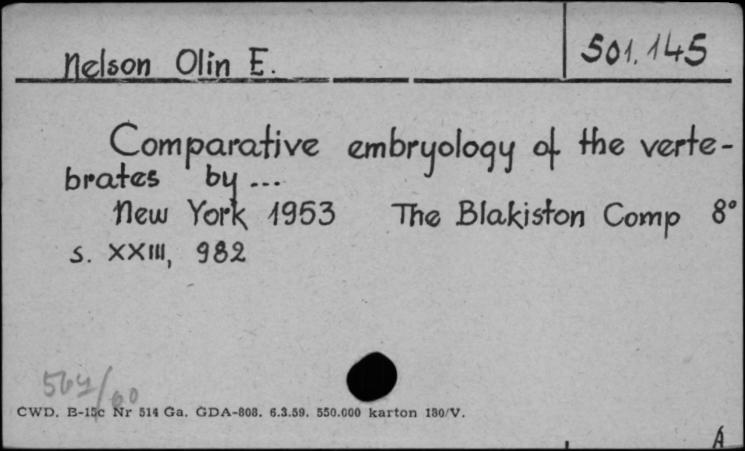 Nelson Olin E.
501.145
Comparative embryology of the verte-
brates by...
New York 1953 The Blakiston Comp 8°
s. XXIII, 982
CWD. B-15c Nr 514 Ga. GDA-808. 6.3.59. 550.000 karton 180/V.
A